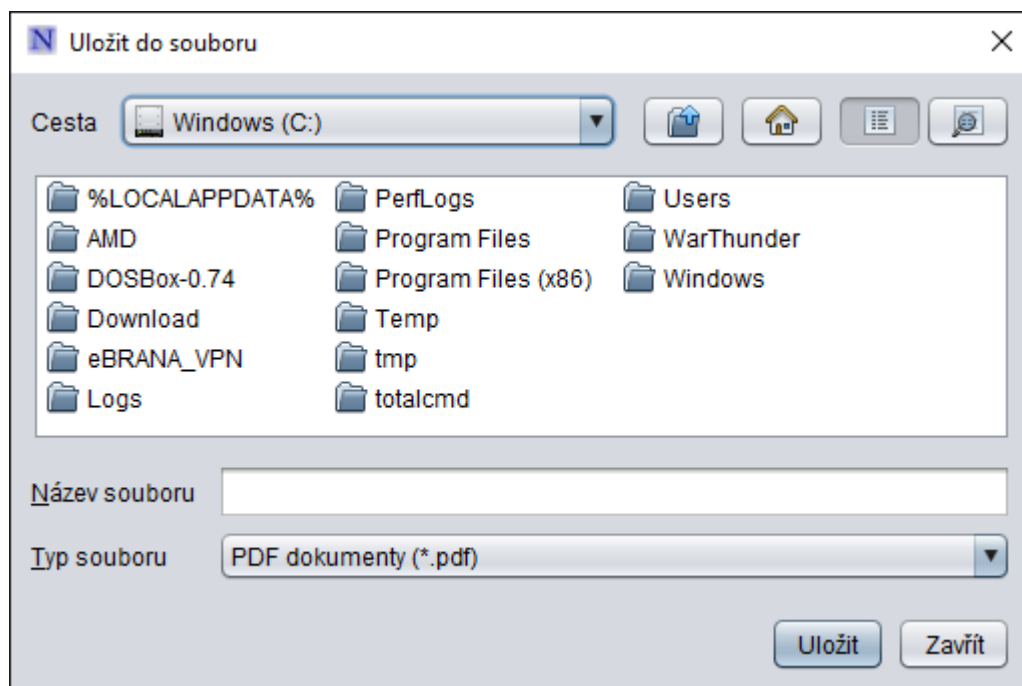 N Uložit do souboru
Cesta Windows (C:)
%LOCALAPPDATA% PerfLogs Users
AMD Program Files WarThunder
DOSBox-0.74 Program Files (x86) Windows
Download Temp
eBRANA_VPN tmp
Logs totalcmd
Název souboru
Typ souboru PDF dokumenty (*.pdf)
Uložit Zavřít